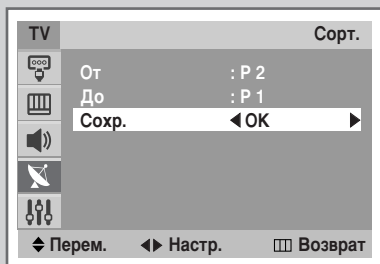 TV Сорт.
От : P 2
До : P 1
Сохр. ◀ OK ▶
Перем. Настр. Возврат